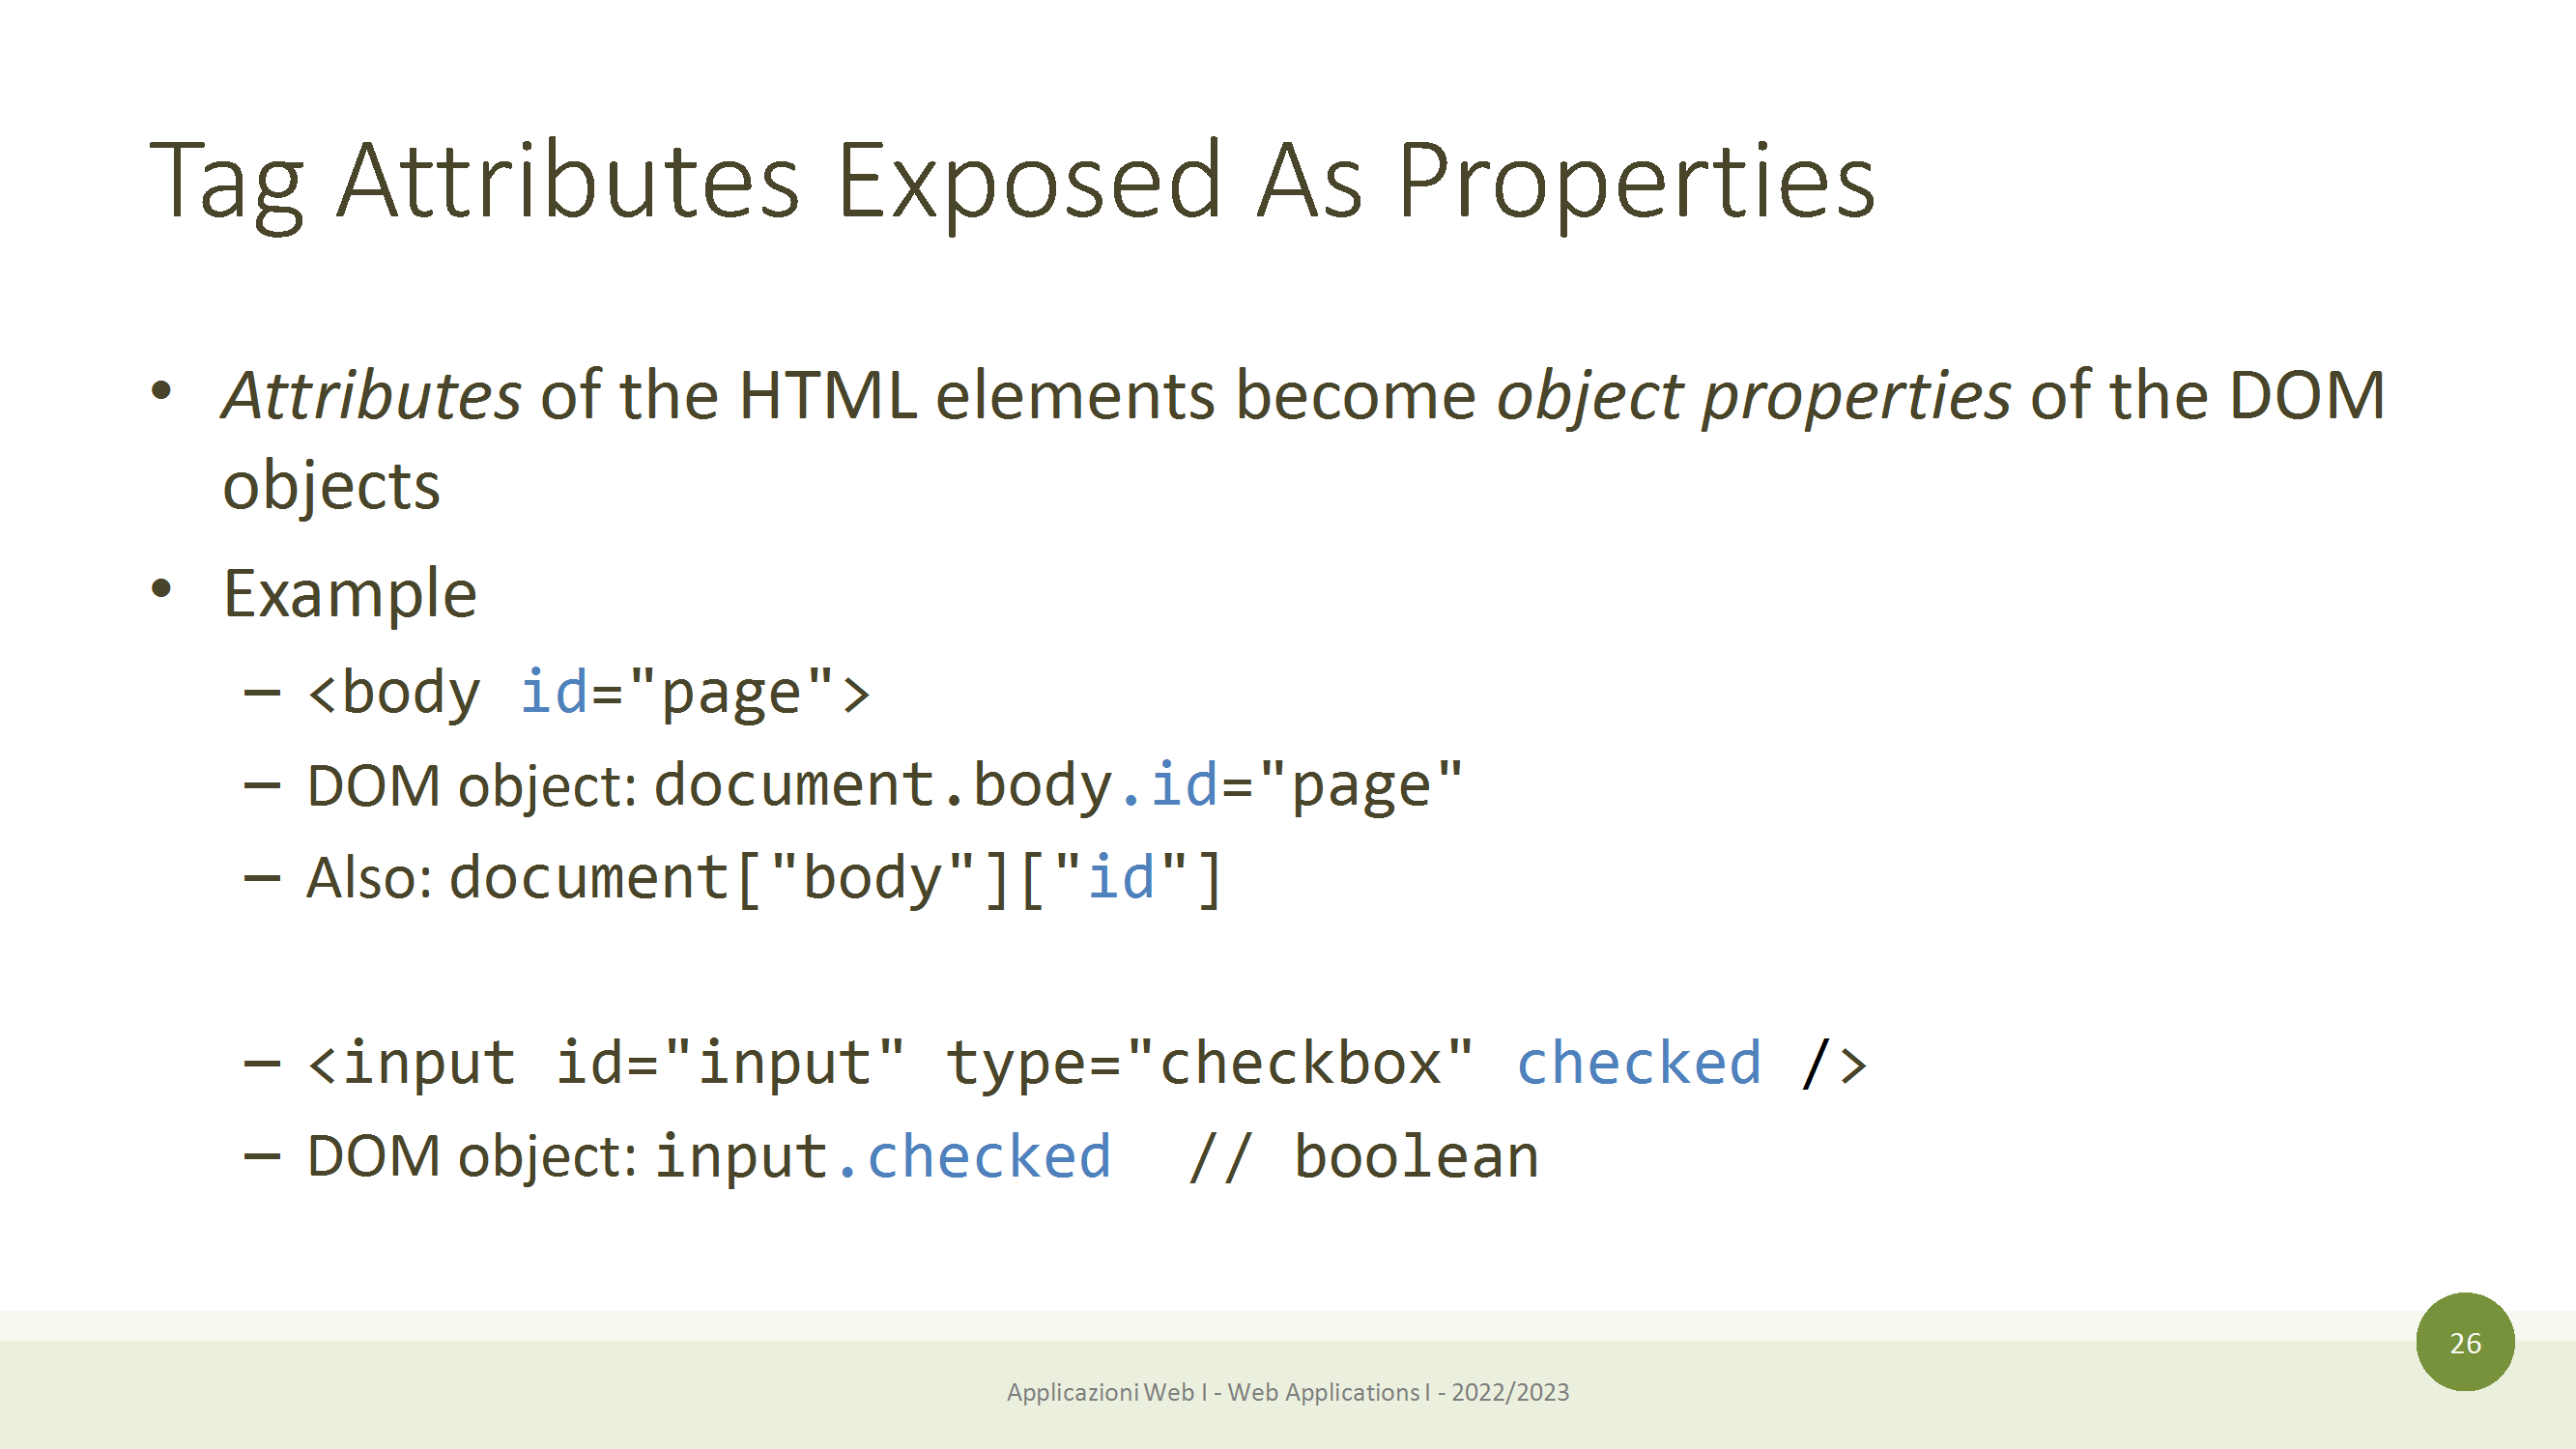 Tag Attributes Exposed As Properties
• Attributes of the HTML elements become object properties of the DOM
objects
• Example
– <body id="page">
– DOM object: document.body.id="page"
– Also: document["body"]["id"]
– <input id="input" type="checkbox" checked />
– DOM object: input.checked  // boolean
26
Applicazioni Web I - Web Applications I - 2022/2023